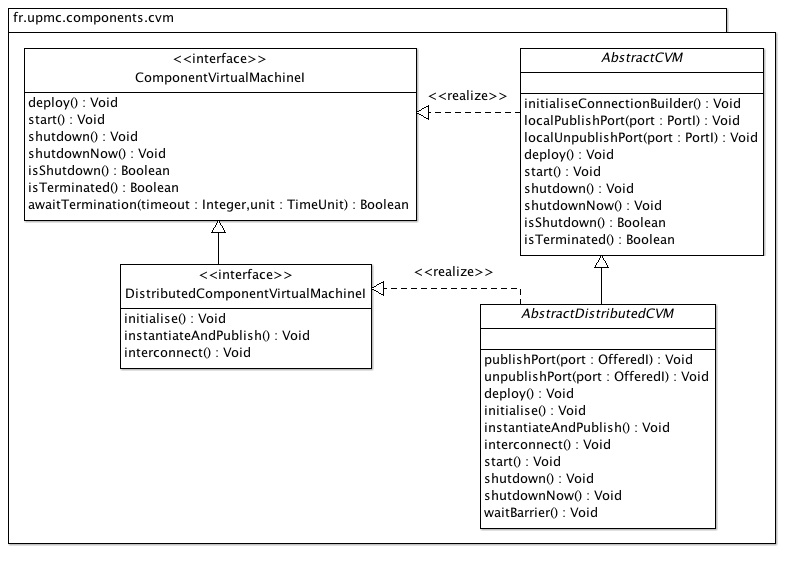 fr.upmc.components.cvm
<<interface>>
ComponentVirtualMachineI
deploy() : Void
start() : Void
shutdown() : Void
shutdownNow() : Void
isShutdown() : Boolean
isTerminated() : Boolean
awaitTermination(timeout : Integer,unit : TimeUnit) : Boolean
<<realize>>
AbstractCVM
initialiseConnectionBuilder() : Void
localPublishPort(port : PortI) : Void
localUnpublishPort(port : PortI) : Void
deploy() : Void
start() : Void
shutdown() : Void
shutdownNow() : Void
isShutdown() : Boolean
isTerminated() : Boolean
<<interface>>
DistributedComponentVirtualMachineI
initialise() : Void
instantiateAndPublish() : Void
interconnect() : Void
<<realize>>
AbstractDistributedCVM
publishPort(port : OfferedI) : Void
unpublishPort(port : OfferedI) : Void
deploy() : Void
initialise() : Void
instantiateAndPublish() : Void
interconnect() : Void
start() : Void
shutdown() : Void
shutdownNow() : Void
waitBarrier() : Void